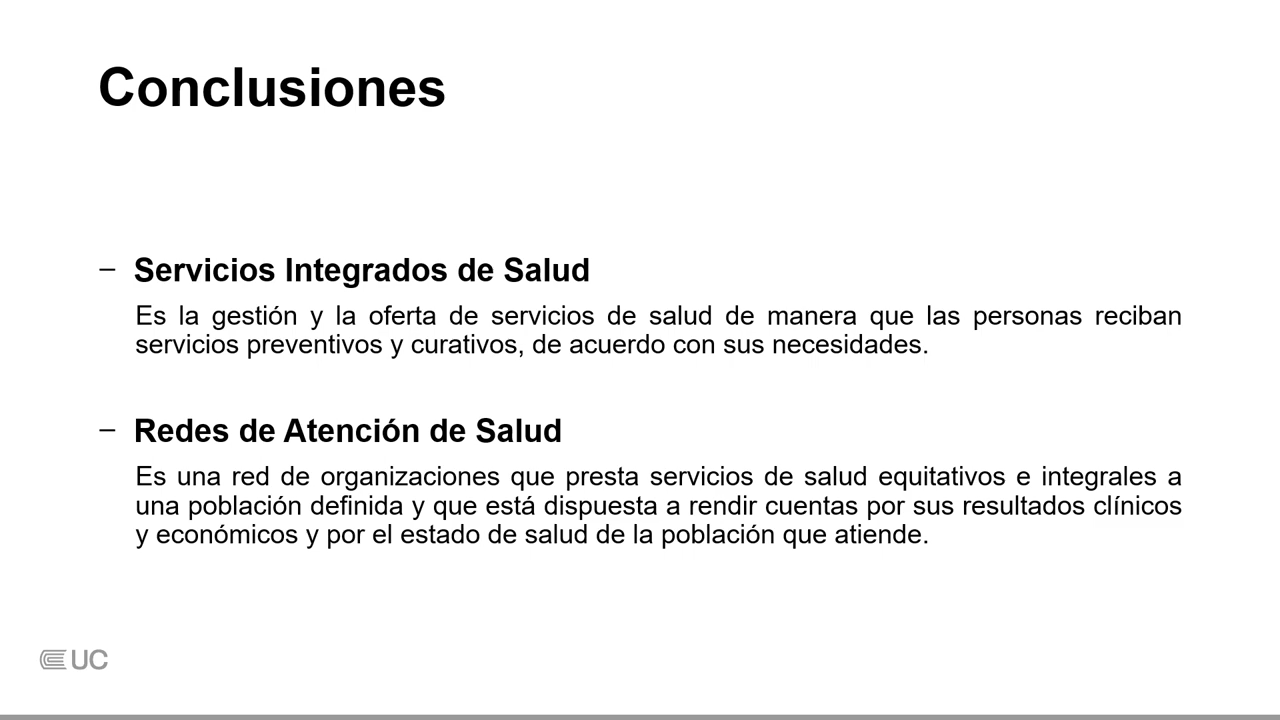 Conclusiones
– Servicios Integrados de Salud
Es la gestión y la oferta de servicios de salud de manera que las personas reciban
servicios preventivos y curativos, de acuerdo con sus necesidades.
– Redes de Atención de Salud
Es una red de organizaciones que presta servicios de salud equitativos e integrales a
una población definida y que está dispuesta a rendir cuentas por sus resultados clínicos
y económicos y por el estado de salud de la población que atiende.
UC